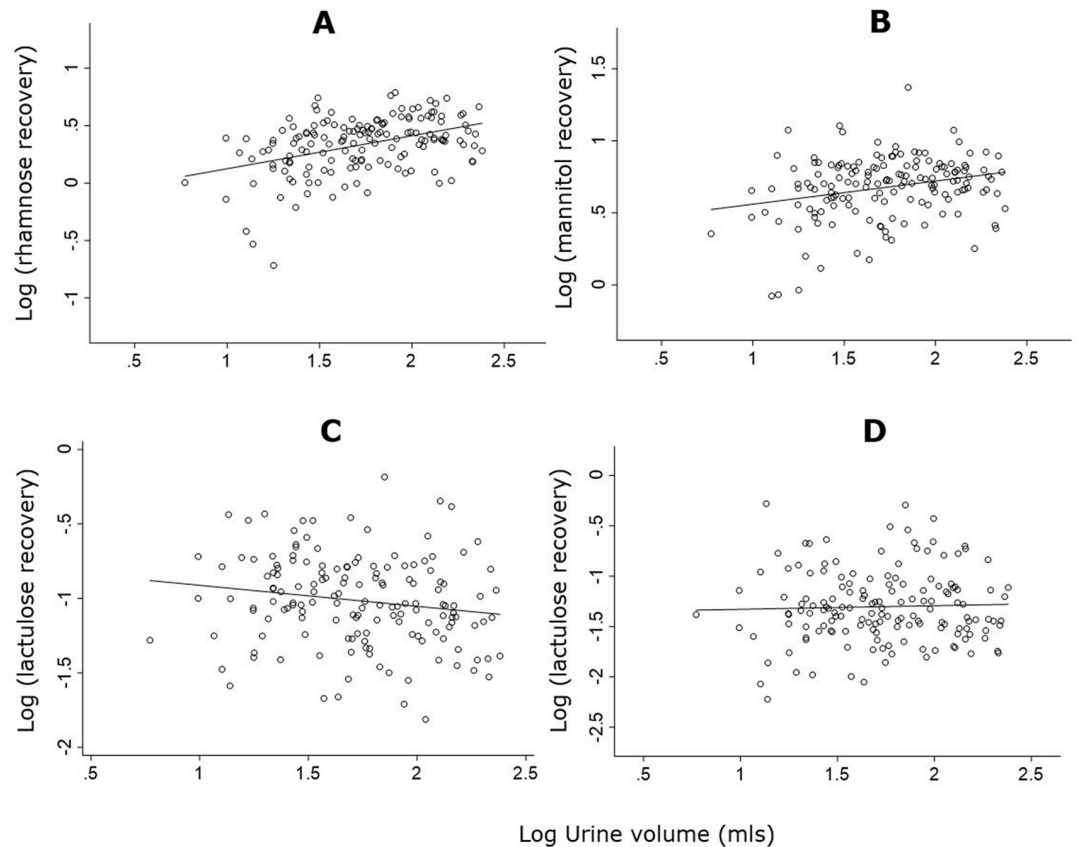 A
Log (rhamnose recovery)
1
.5
0
-.5
-1
.5 1 1.5 2 2.5
B
Log (mannitol recovery)
1.5
1
.5
0
.5 1 1.5 2 2.5
C
Log (lactulose recovery)
0
-.5
-1
-1.5
-2
.5 1 1.5 2 2.5
D
Log (lactulose recovery)
0
-.5
-1
-1.5
-2
-2.5
.5 1 1.5 2 2.5
Log Urine volume (mls)